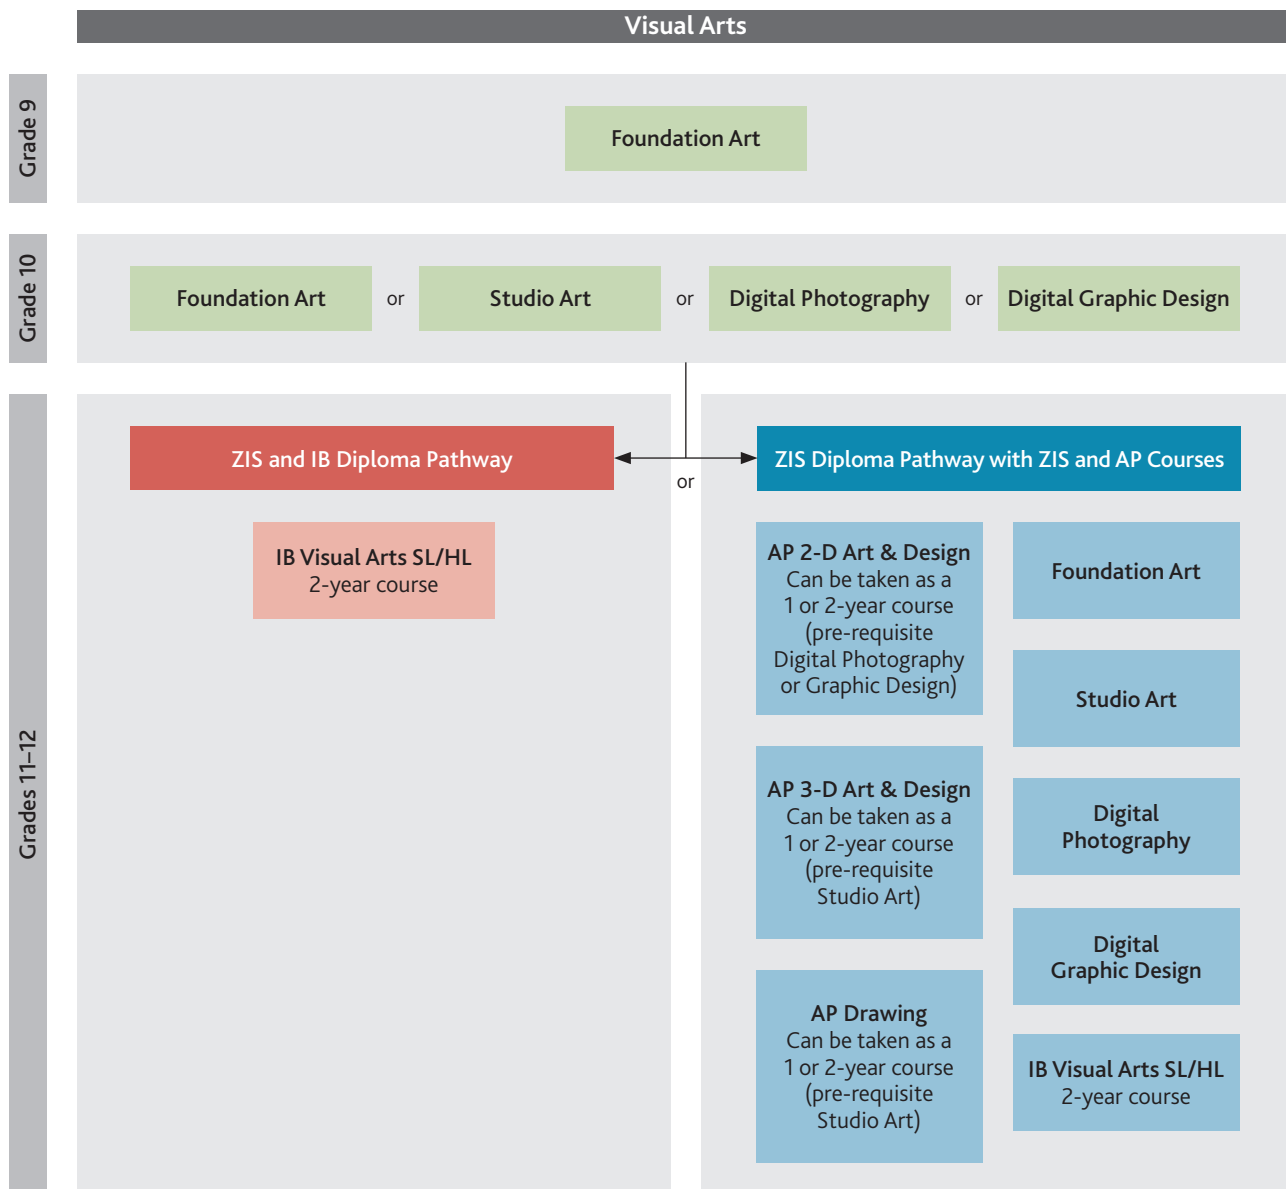 Visual Arts
Grade 9
Foundation Art
Grade 10
Foundation Art
or
Studio Art
or
Digital Photography
or
Digital Graphic Design
Grades 11–12
ZIS and IB Diploma Pathway
or
ZIS Diploma Pathway with ZIS and AP Courses
IB Visual Arts SL/HL
2-year course
AP 2-D Art & Design
Can be taken as a
1 or 2-year course
(pre-requisite
Digital Photography
or Graphic Design)
AP 3-D Art & Design
Can be taken as a
1 or 2-year course
(pre-requisite
Studio Art)
AP Drawing
Can be taken as a
1 or 2-year course
(pre-requisite
Studio Art)
Foundation Art
Studio Art
Digital
Photography
Digital
Graphic Design
IB Visual Arts SL/HL
2-year course